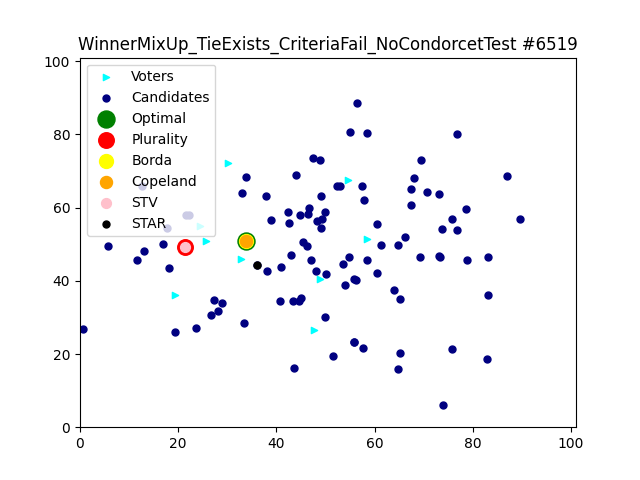 WinnerMixUp_TieExists_CriteriaFail_NoCondorcetTest #6519
100
80
60
40
20
0
Voters
Candidates
Optimal
Plurality
Borda
Copeland
STV
STAR
0 20 40 60 80 100